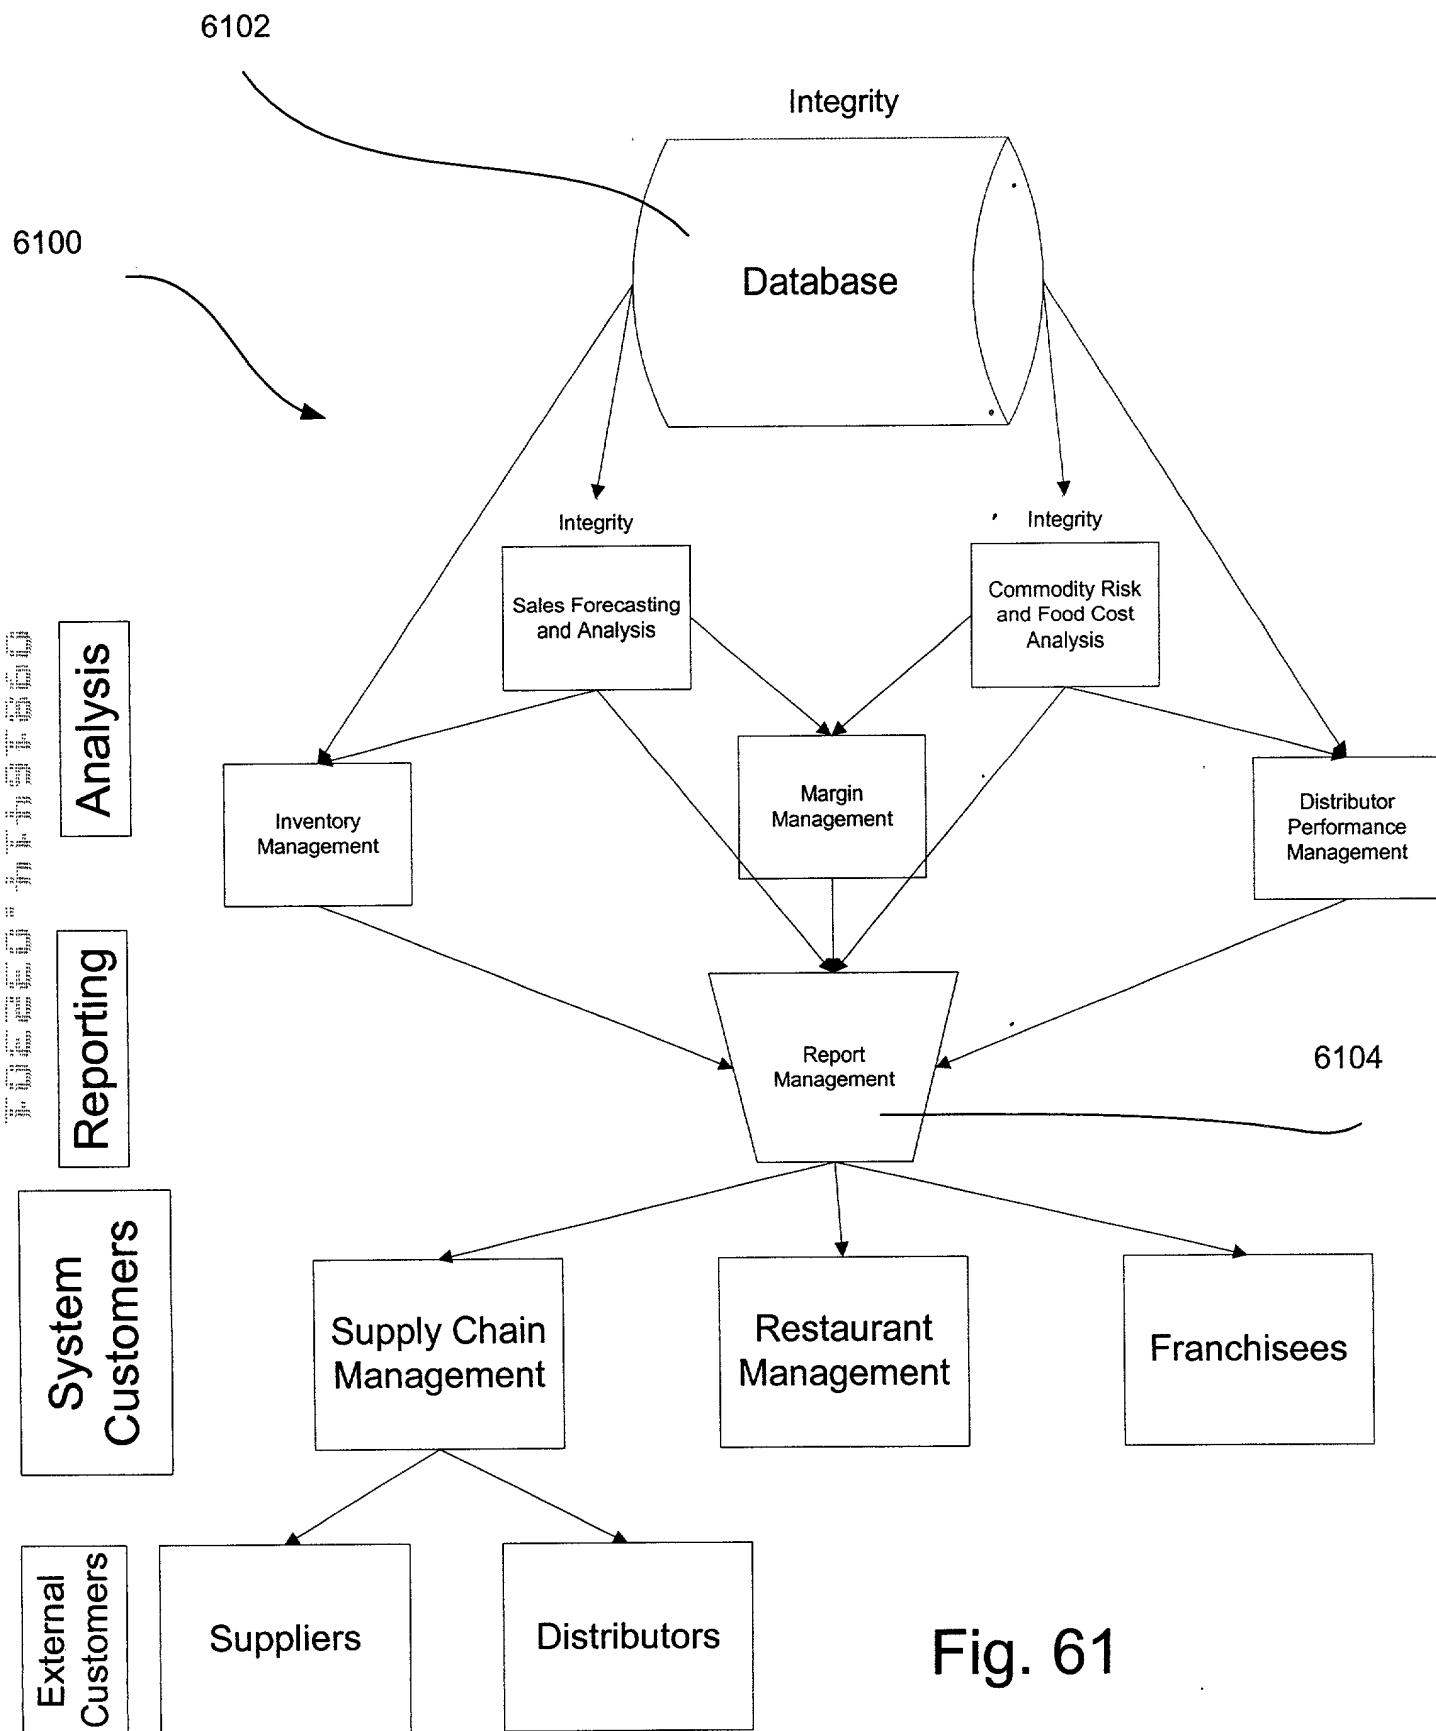 6102
Integrity
6100
Database
Integrity
Integrity
Sales Forecasting
and Analysis
Commodity Risk
and Food Cost
Analysis
Analysis
Inventory
Management
Margin
Management
Distributor
Performance
Management
Reporting
Report
Management
6104
System
Customers
Supply Chain
Management
Restaurant
Management
Franchisees
External
Customers
Suppliers
Distributors
Fig. 61